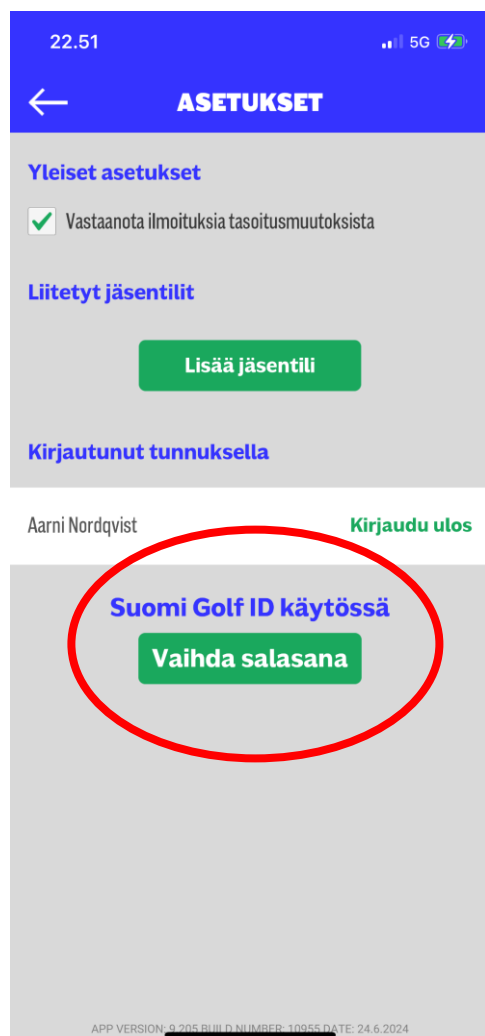 22.51
5G
ASETUKSET
Yleiset asetukset
Vastaanota ilmoituksia tasoitusmuutoksista
Liitetyt jäsentilit
Lisää jäsentili
Kirjautunut tunnuksella
Aarni Nordqvist
Kirjaudu ulos
Suomi Golf ID käytössä
Vaihda salasana
APP VERSION: 9.205 BUILD NUMBER: 10955 DATE: 24.6.2024